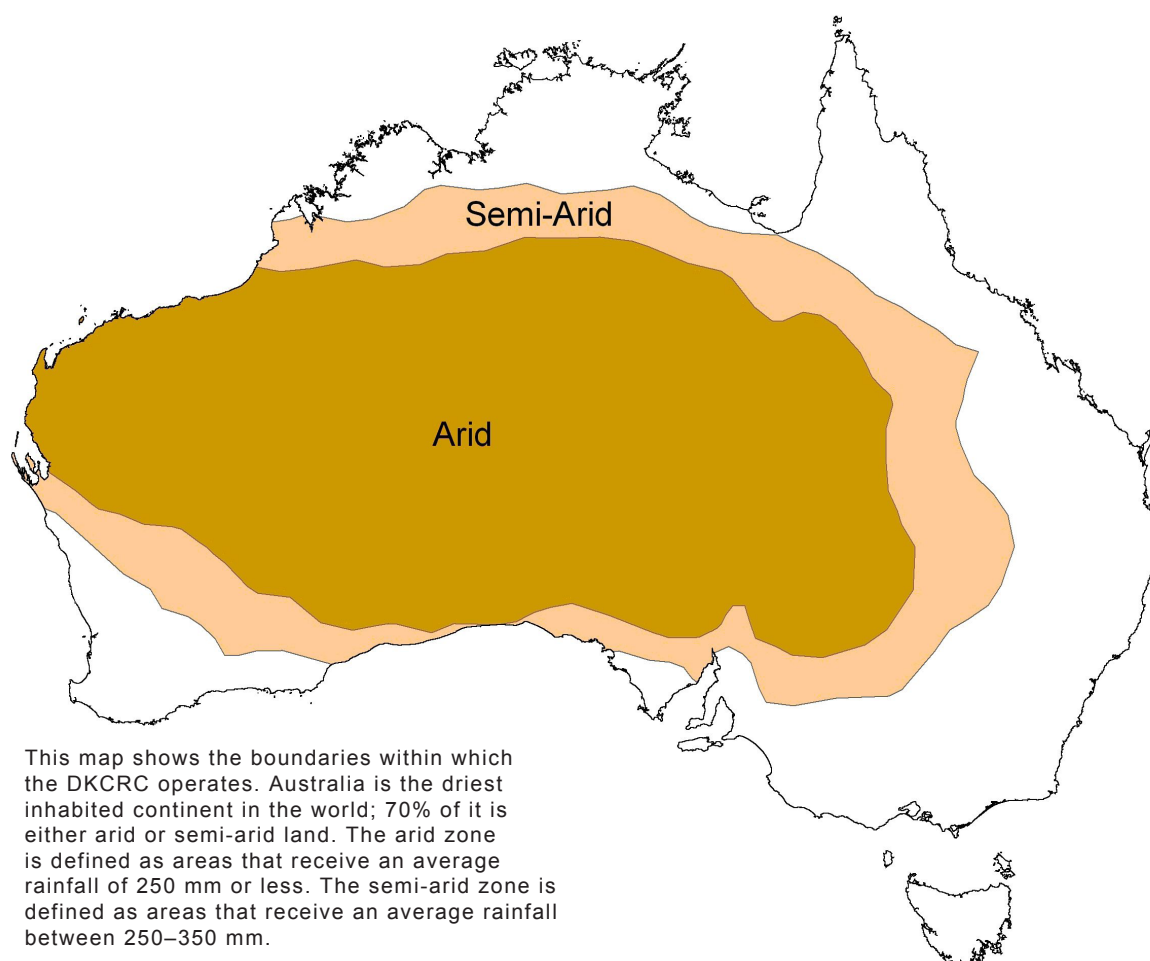 Semi-Arid
Arid
This map shows the boundaries within which
the DKCRC operates. Australia is the driest
inhabited continent in the world; 70% of it is
either arid or semi-arid land. The arid zone
is defined as areas that receive an average
rainfall of 250 mm or less. The semi-arid zone is
defined as areas that receive an average rainfall
between 250–350 mm.